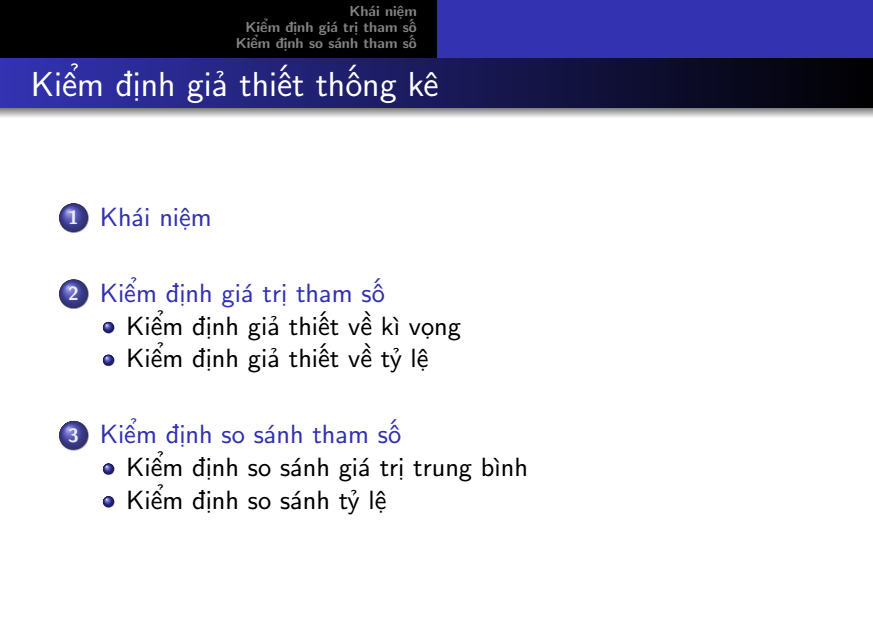 Khái niệm
Kiểm định giá trị tham số
Kiểm định so sánh tham số
Kiểm định giả thiết thống kê
1 Khái niệm
2 Kiểm định giá trị tham số
Kiểm định giả thiết về kì vọng
Kiểm định giả thiết về tỷ lệ
3 Kiểm định so sánh tham số
Kiểm định so sánh giá trị trung bình
Kiểm định so sánh tỷ lệ